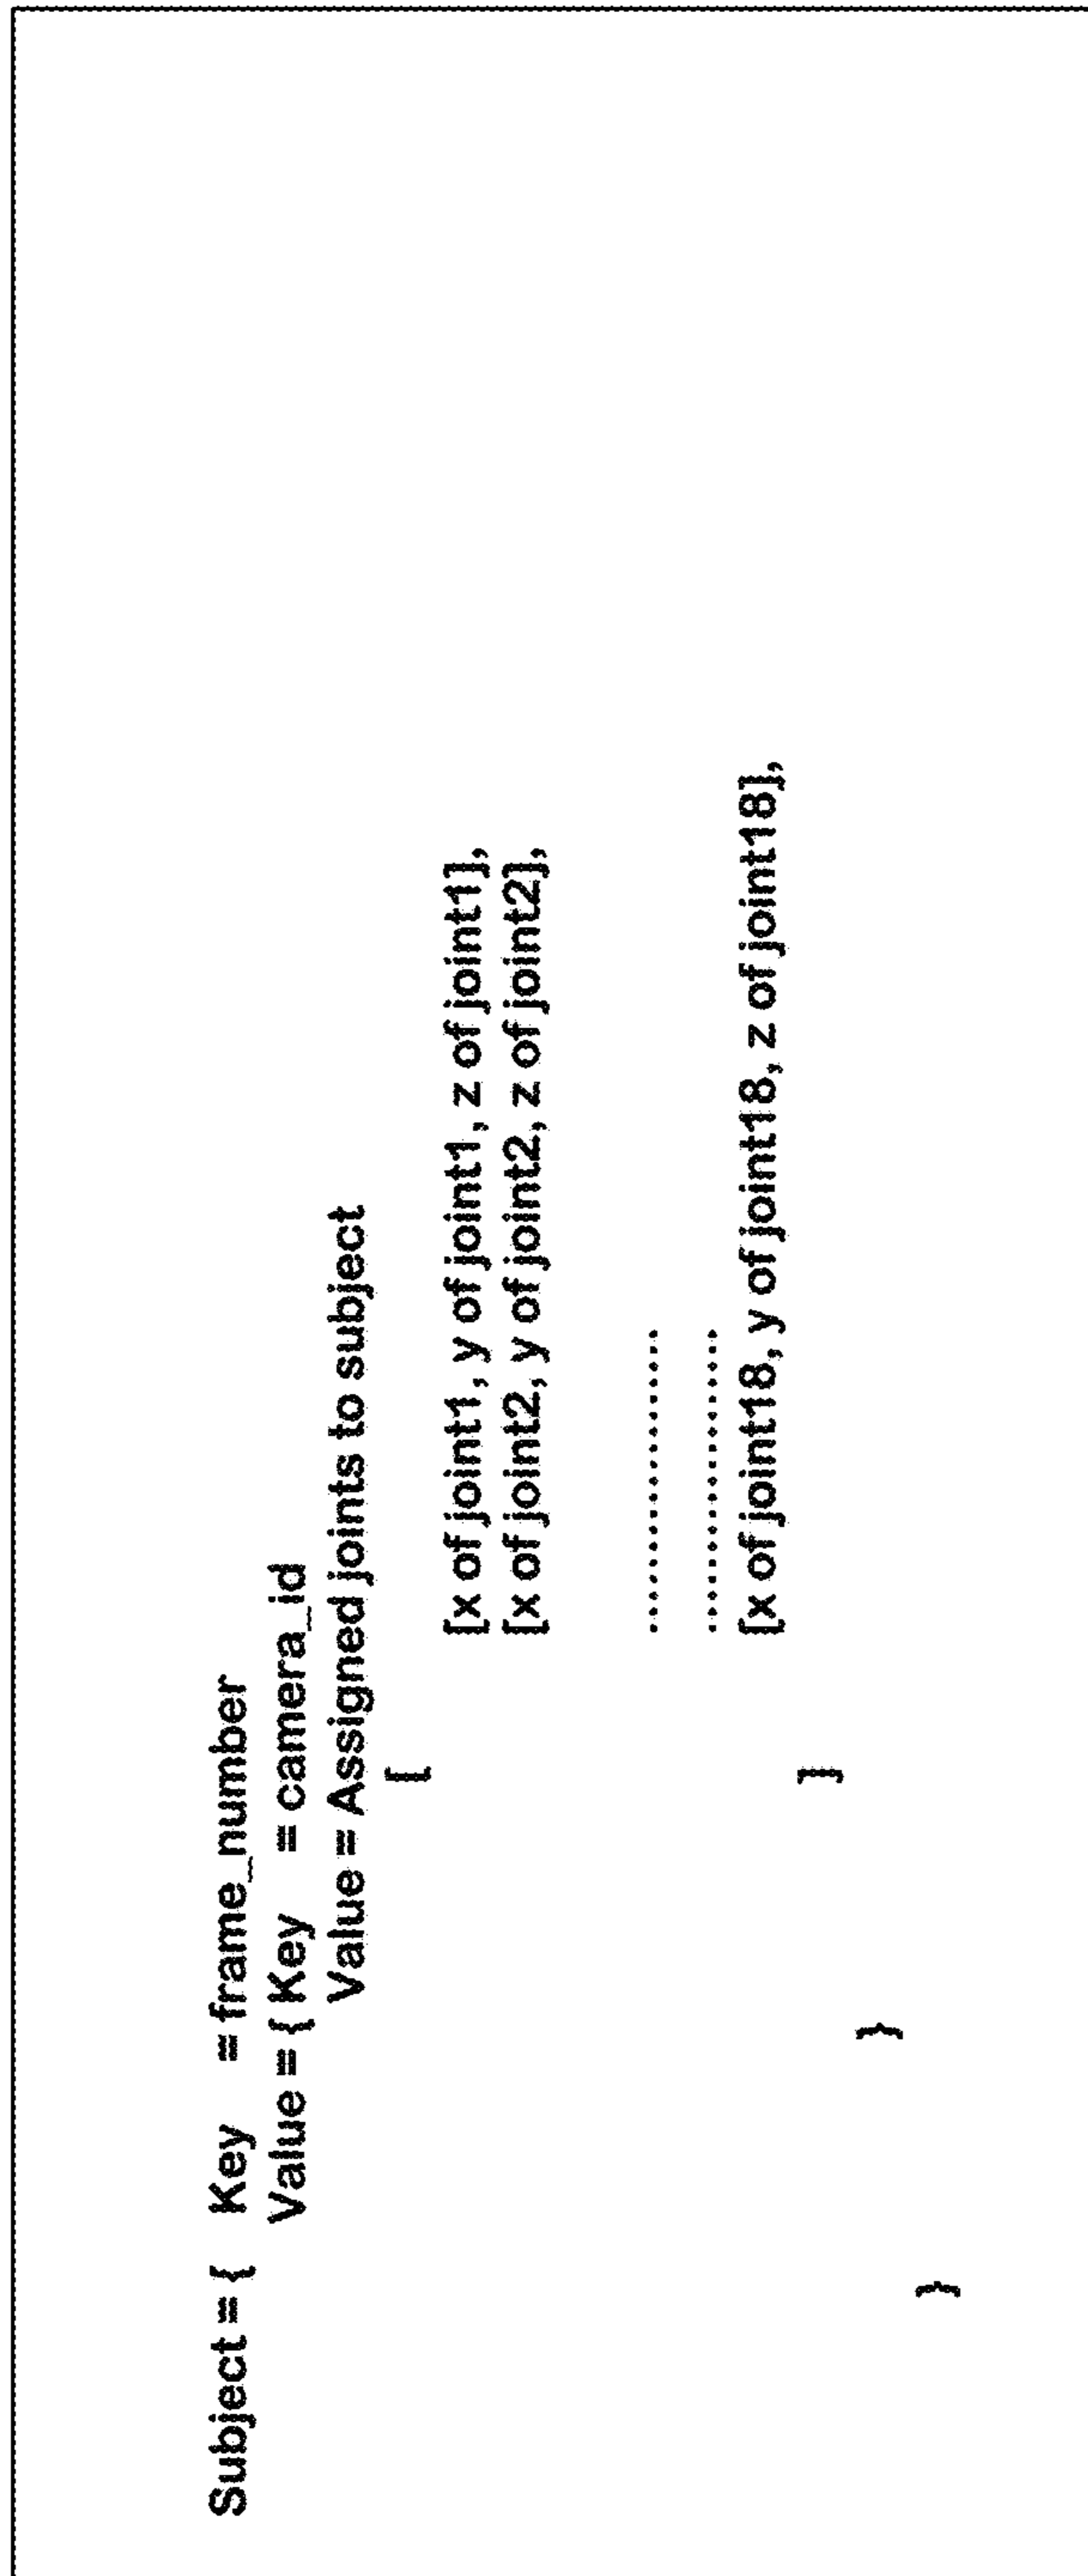 Subject = {   Key   = frame_number
Value = { Key   = camera_id
Value = Assigned joints to subject
[
[x of joint1, y of joint1, z of joint1],
[x of joint2, y of joint2, z of joint2],
...................
...................
[x of joint18, y of joint18, z of joint18],
]
}
}